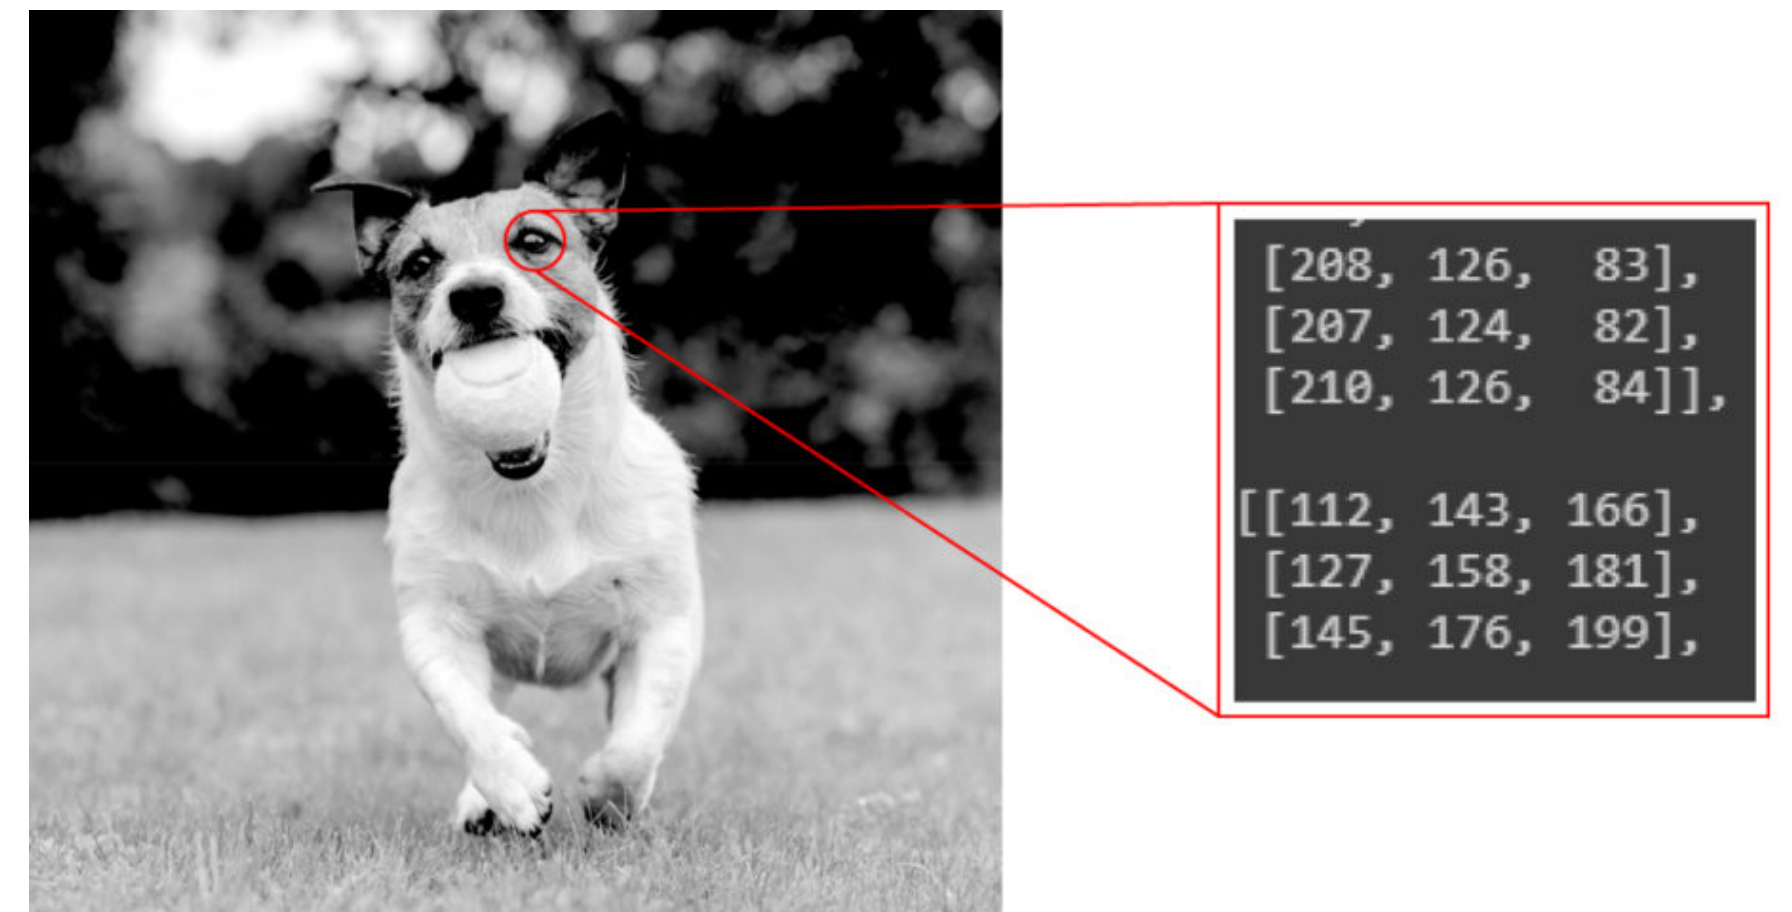 [208, 126,  83],
[207, 124,  82],
[210, 126,  84]],
[[112, 143, 166],
[127, 158, 181],
[145, 176, 199],